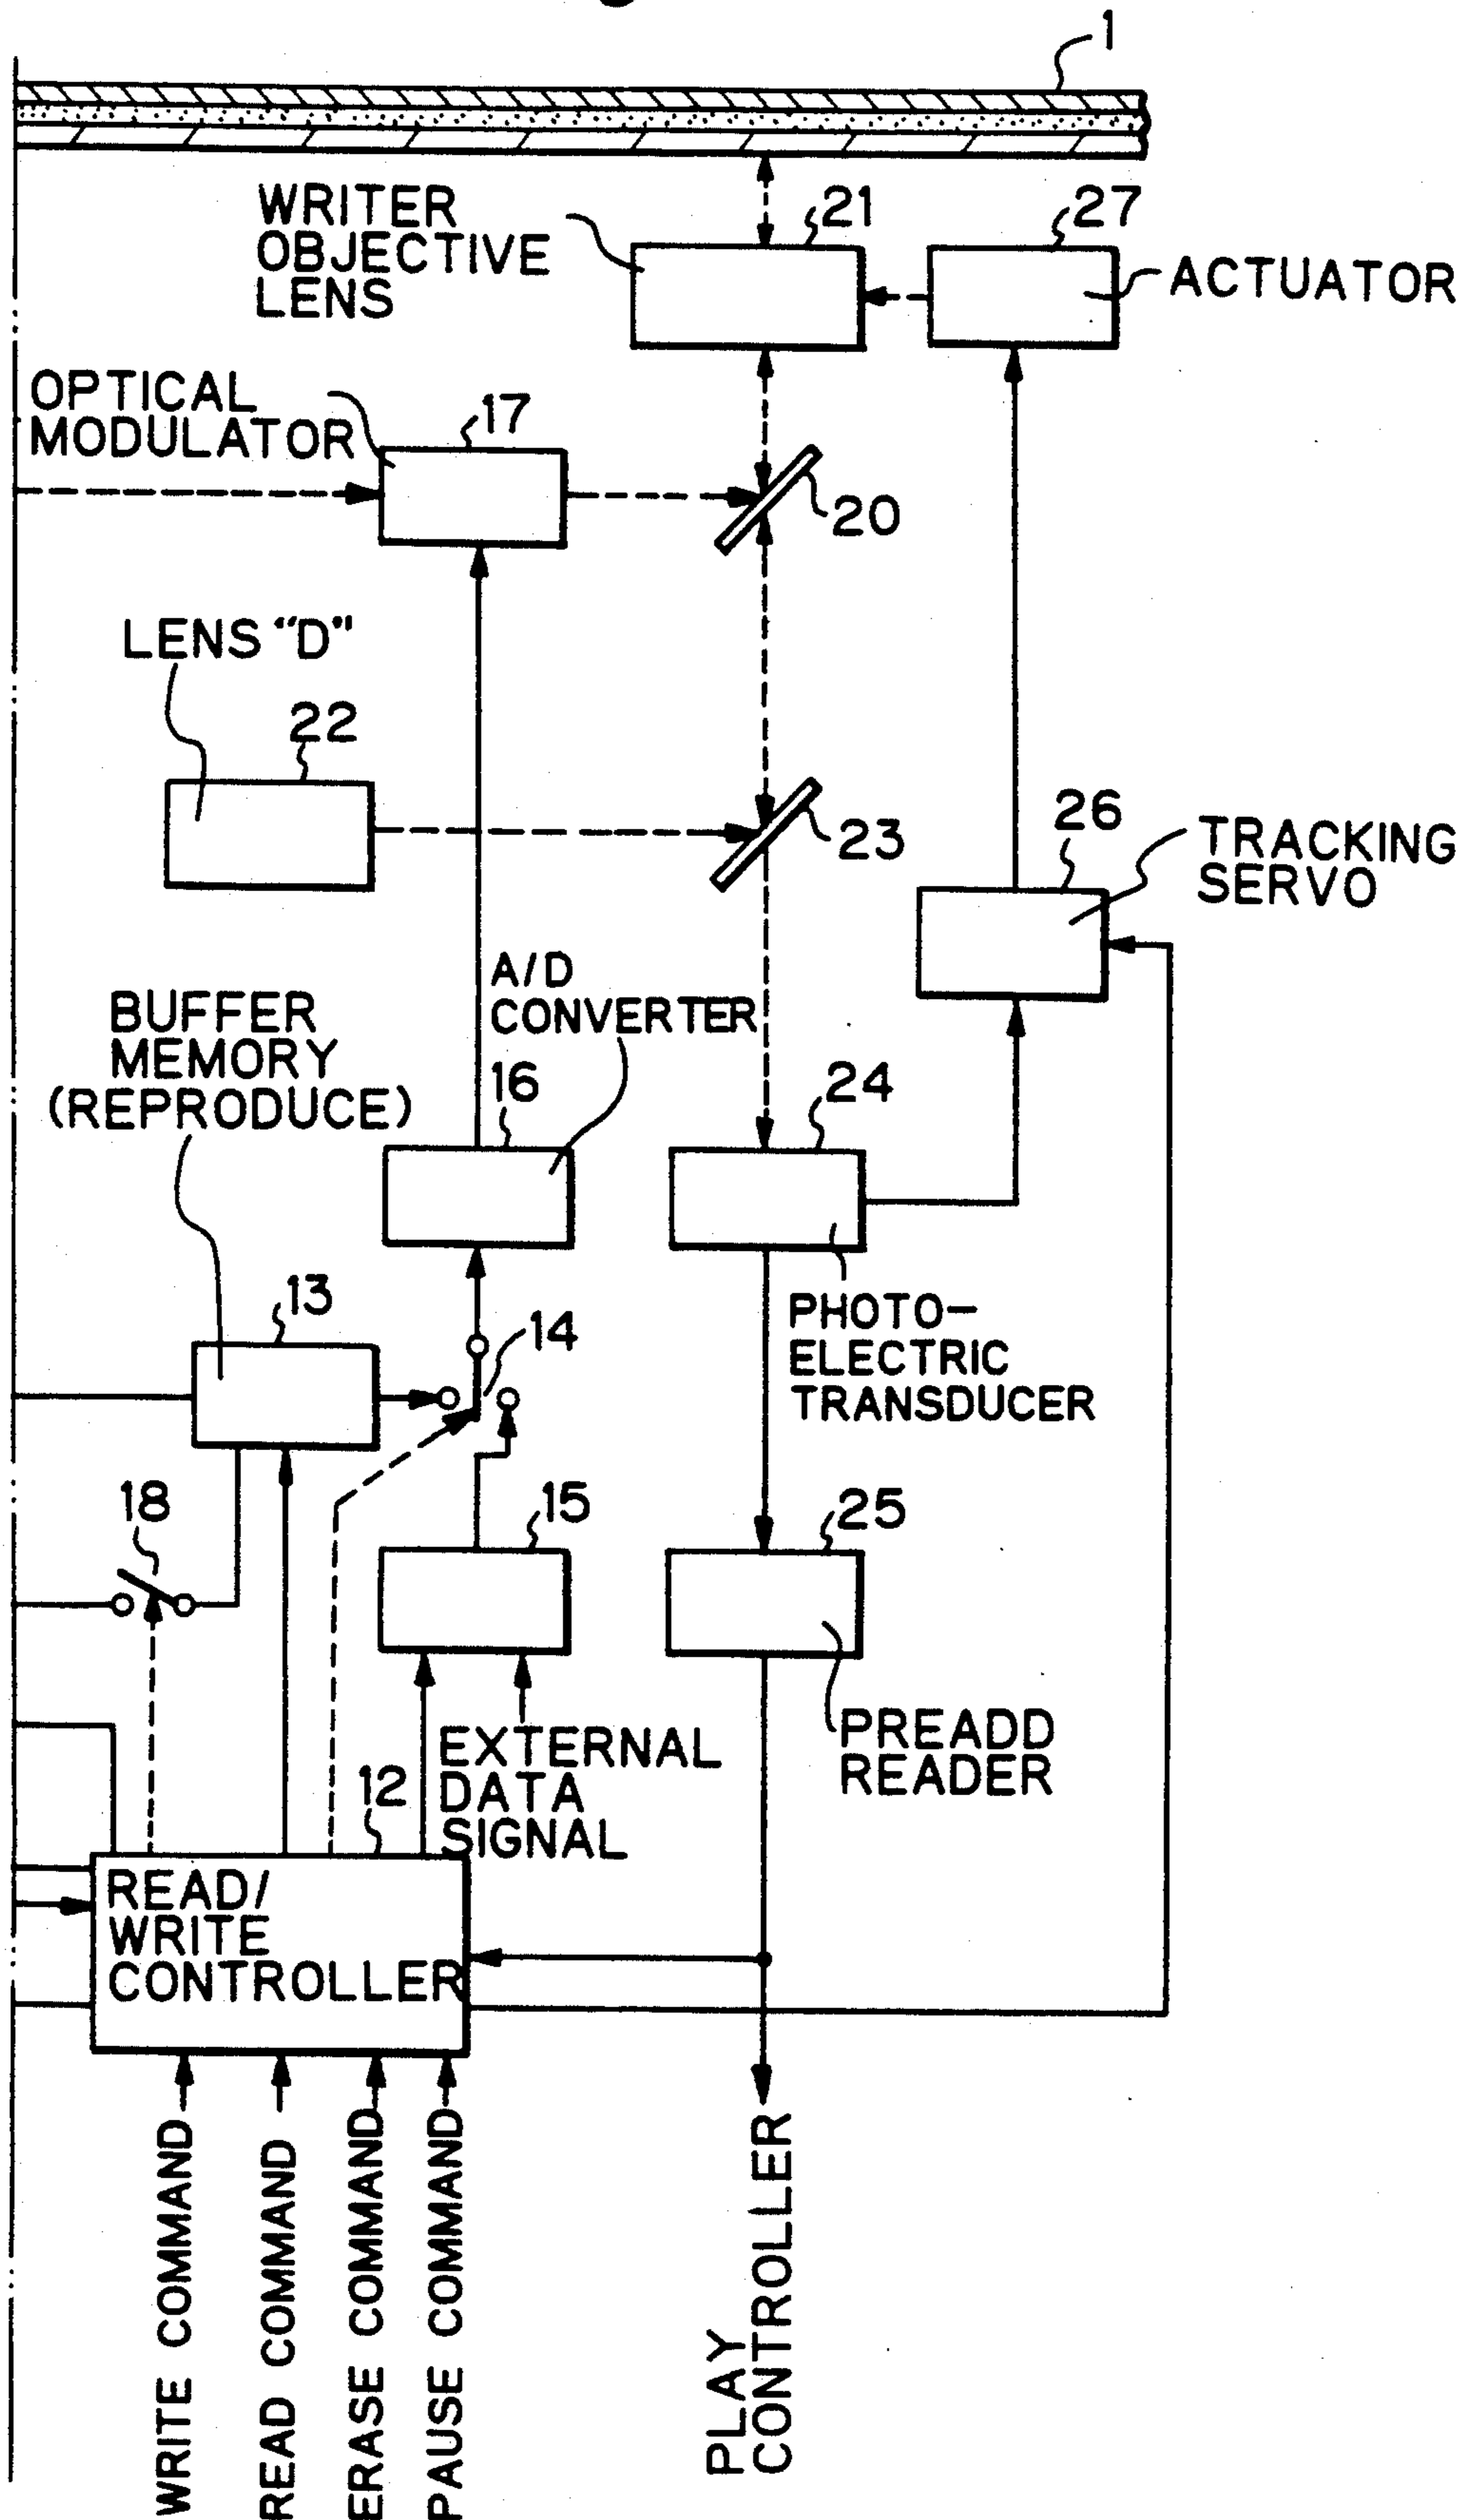 1
WRITER
OBJECTIVE
LENS
21
27
ACTUATOR
OPTICAL
MODULATOR
17
20
LENS "D"
22
23
26
TRACKING
SERVO
A/D
CONVERTER
BUFFER
MEMORY
(REPRODUCE)
16
24
13
14
PHOTO-
ELECTRIC
TRANSDUCER
18
15
25
EXTERNAL
DATA
SIGNAL
PREADD
READER
12
READ/
WRITE
CONTROLLER
WRITE COMMAND
READ COMMAND
ERASE COMMAND
PAUSE COMMAND
PLAY
CONTROLLER